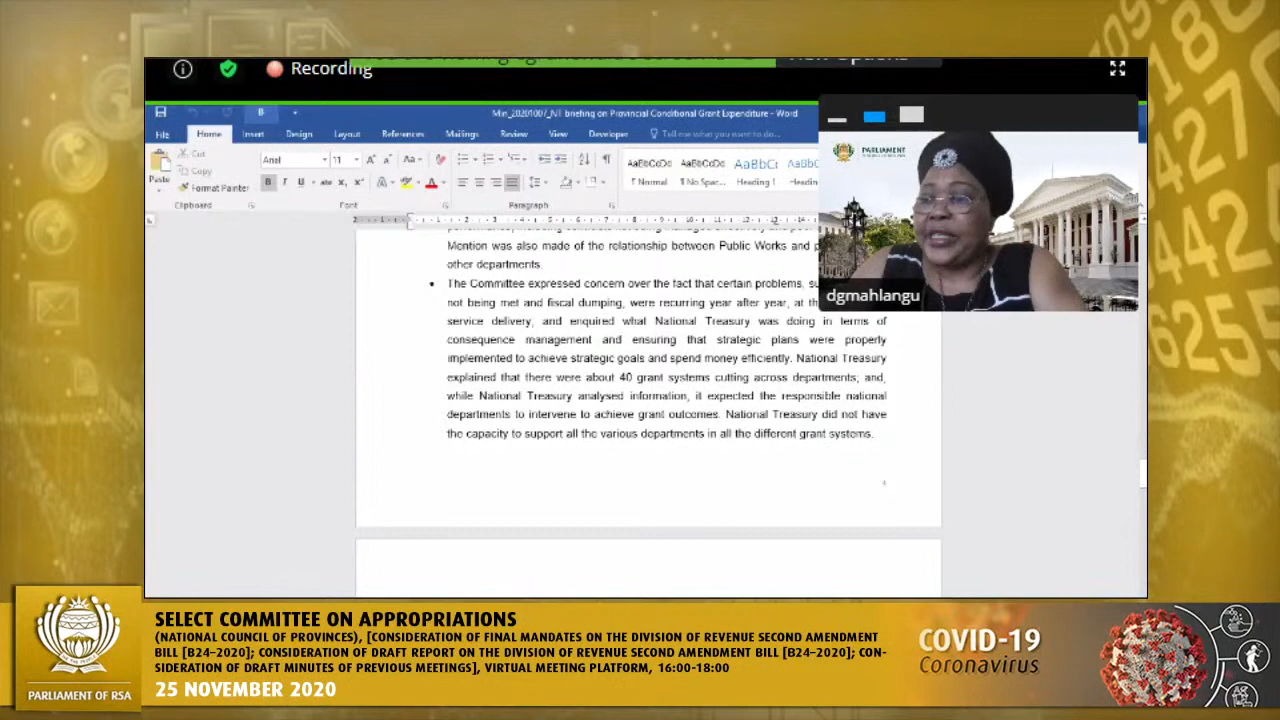 Recording
Min_20201007_NT briefing on Provincial Conditional Grant Expenditure - Word
File Home Insert Design Layout References Mailings Review View Developer Tell me what you want to do...
Cut
Copy
Paste
Format Painter
Arial 11
AaBbCcDc AaBbCcDc AaBbCc
¶ Normal ¶ No Spac... Heading 1
Clipboard Font Paragraph
Mention was also made of the relationship between Public Works and
other departments.
• The Committee expressed concern over the fact that certain problems,
not being met and fiscal dumping, were recurring year after year, at
service delivery; and enquired what National Treasury was doing in terms of
consequence management and ensuring that strategic plans were properly
implemented to achieve strategic goals and spend money efficiently. National Treasury
explained that there were about 40 grant systems cutting across departments; and,
while National Treasury analysed information, it expected the responsible national
departments to intervene to achieve grant outcomes. National Treasury did not have
the capacity to support all the various departments in all the different grant systems.
4
PARLIAMENT
dgmahlangu
SELECT COMMITTEE ON APPROPRIATIONS
(NATIONAL COUNCIL OF PROVINCES), [CONSIDERATION OF FINAL MANDATES ON THE DIVISION OF REVENUE SECOND AMENDMENT
BILL [B24–2020]; CONSIDERATION OF DRAFT REPORT ON THE DIVISION OF REVENUE SECOND AMENDMENT BILL [B24–2020]; CON-
SIDERATION OF DRAFT MINUTES OF PREVIOUS MEETINGS], VIRTUAL MEETING PLATFORM, 16:00-18:00
25 NOVEMBER 2020
PARLIAMENT OF RSA
COVID-19
Coronavirus